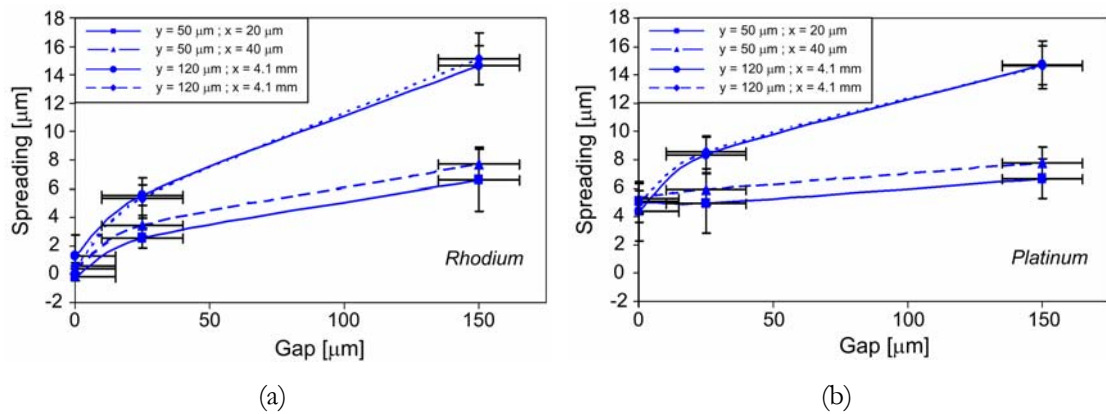 18
16
14
12
10
8
6
4
2
0
-2
Spreading [μm]
y = 50 μm ; x = 20 μm
y = 50 μm ; x = 40 μm
y = 120 μm ; x = 4.1 mm
y = 120 μm ; x = 4.1 mm
Rhodium
0 50 100 150
Gap [μm]
(a)
18
16
14
12
10
8
6
4
2
0
-2
Spreading [μm]
y = 50 μm ; x = 20 μm
y = 50 μm ; x = 40 μm
y = 120 μm ; x = 4.1 mm
y = 120 μm ; x = 4.1 mm
Platinum
0 50 100 150
Gap [μm]
(b)